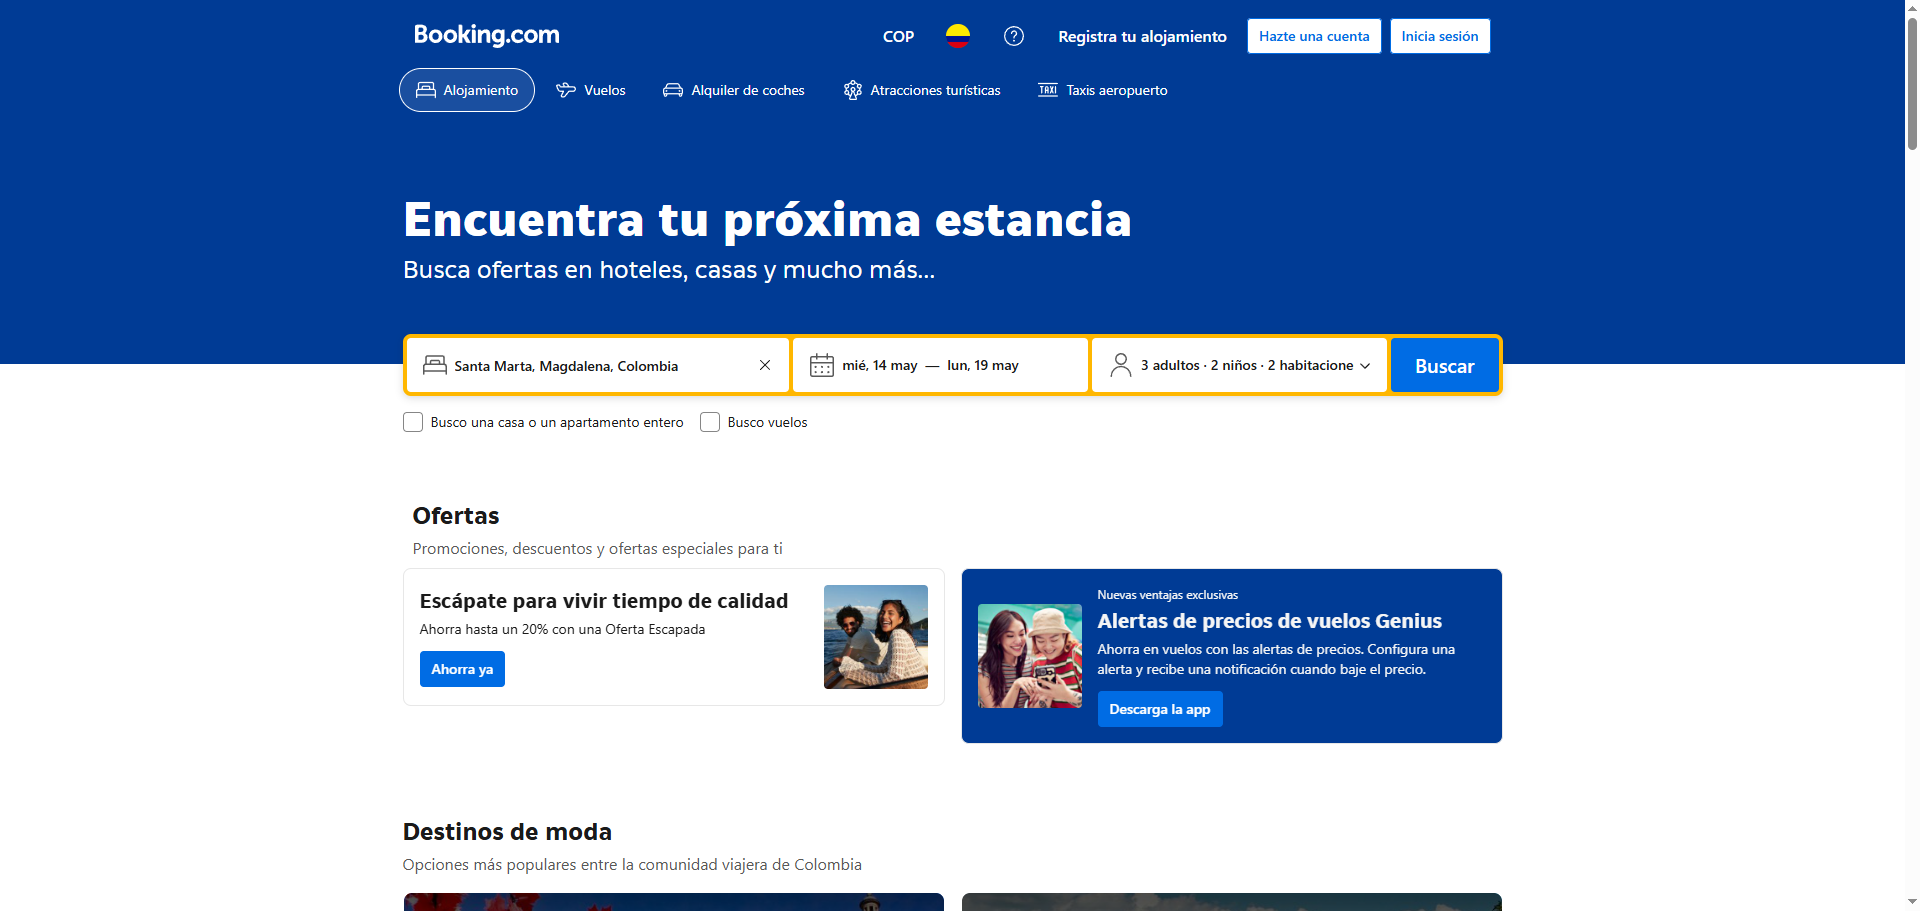 Booking.com
COP
Registra tu alojamiento
Hazte una cuenta
Inicia sesión
Alojamiento
Vuelos
Alquiler de coches
Atracciones turísticas
TAXI
Taxis aeropuerto
Encuentra tu próxima estancia
Busca ofertas en hoteles, casas y mucho más...
Santa Marta, Magdalena, Colombia
mié, 14 may — lun, 19 may
3 adultos · 2 niños · 2 habitacione
Buscar
Busco una casa o un apartamento entero
Busco vuelos
Ofertas
Promociones, descuentos y ofertas especiales para ti
Escápate para vivir tiempo de calidad
Ahorra hasta un 20% con una Oferta Escapada
Ahorra ya
Nuevas ventajas exclusivas
Alertas de precios de vuelos Genius
Ahorra en vuelos con las alertas de precios. Configura una
alerta y recibe una notificación cuando baje el precio.
Descarga la app
Destinos de moda
Opciones más populares entre la comunidad viajera de Colombia